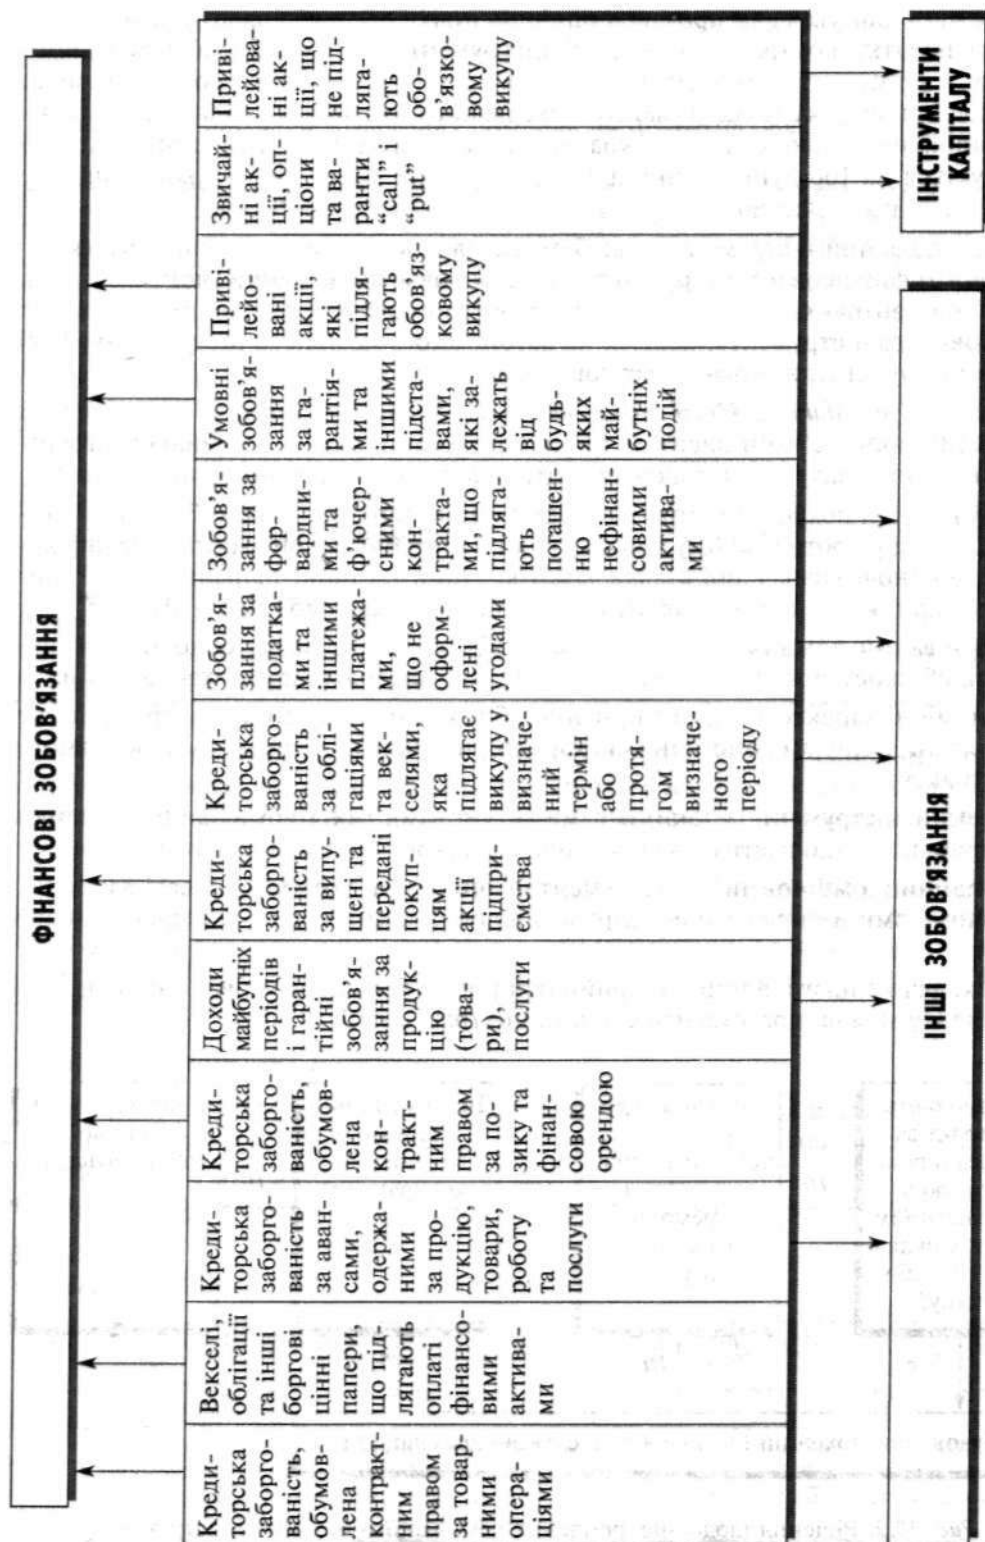 ФІНАНСОВІ ЗОБОВ'ЯЗАННЯ
Креди-
торська
заборго-
ваність,
обумов-
лена
контракт-
ним
правом
за товар-
ними
опера-
ціями
Векселі,
облігації
та інші
боргові
цінні
папери,
що під-
лягають
оплаті
фінансо-
вими
актива-
ми
Креди-
торська
заборго-
ваність
за аван-
сами,
одержа-
ними
за про-
дукцію,
товари,
роботу
та
послуги
Креди-
торська
заборго-
ваність,
обумов-
лена
кон-
тракт-
ним
правом
за по-
зику та
фінан-
совою
орендою
Доходи
майбутніх
періодів
і гаран-
тійні
зобов'я-
зання за
продук-
цію
(това-
ри),
послуги
Креди-
торська
заборго-
ваність
за випу-
щені та
передані
покуп-
цям
акції
підпри-
ємства
Креди-
торська
заборго-
ваність
за облі-
гаціями
та век-
селями,
яка
підлягає
викупу у
визначе-
ний
термін
або
протя-
гом
визначе-
ного
періоду
Зобов'я-
зання за
податка-
ми та
іншими
платежа-
ми,
що не
оформ-
лені
угодами
Зобов'я-
зання за
фор-
вардни-
ми та
ф'ючер-
сними
кон-
тракта-
ми, що
підляга-
ють
погашен-
ню
нефінан-
совими
актива-
ми
Умовні
зобов'я-
зання
за га-
рантія-
ми та
іншими
підста-
вами,
які за-
лежать
від
будь-
яких
май-
бутніх
подій
Приві-
лейо-
вані
акції
які
підля-
гають
обов'яз-
ковому
викупу
Звичай-
ні ак-
ції, оп-
ціони
та ва-
ранти
“call” і
“put”
Приві-
лейова-
ні ак-
ції, що
не під-
ляга-
ють
обо-
в'язко-
вому
викупу
ІНШІ ЗОБОВ'ЯЗАННЯ
ІНСТРУМЕНТИ
КАПІТАЛУ